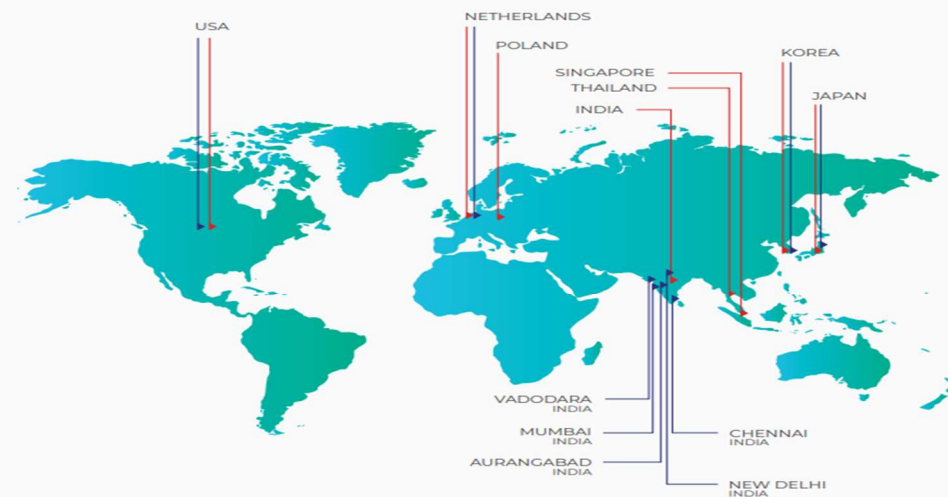 USA
NETHERLANDS
POLAND
SINGAPORE
THAILAND
INDIA
KOREA
JAPAN
VADODARA
INDIA
MUMBAI
INDIA
AURANGABAD
INDIA
CHENNAI
INDIA
NEW DELHI
INDIA